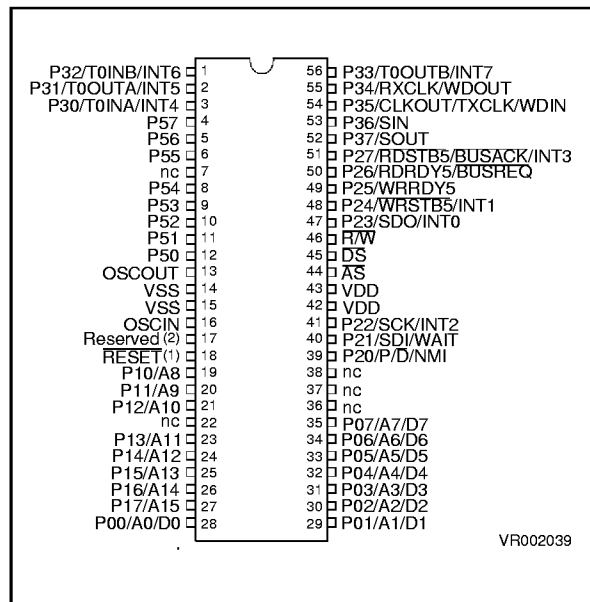 P32/T0INB/INT6 1 56 P33/T0OUTB/INT7
P31/T0OUTA/INT5 2 55 P34/RXCLK/WDOUT
P30/T0INA/INT4 3 54 P35/CLKOUT/TXCLK/WDIN
P57 4 53 P36/SIN
P56 5 52 P37/SOUT
P55 6 51 P27/RDSTB5/BUSACK/INT3
nc 7 50 P26/RDRDY5/BUSREQ
P54 8 49 P25/WRRDY5
P53 9 48 P24/WRSTB5/INT1
P52 10 47 P23/SDO/INT0
P51 11 46 R/W
P50 12 45 DS
OSCOUT 13 44 AS
VSS 14 43 VDD
VSS 15 42 VDD
OSCIN 16 41 P22/SCK/INT2
Reserved (2) 17 40 P21/SDI/WAIT
RESET (1) 18 39 P20/P/D/NMI
P10/A8 19 38 nc
P11/A9 20 37 nc
P12/A10 21 36 nc
nc 22 35 P07/A7/D7
P13/A11 23 34 P06/A6/D6
P14/A12 24 33 P05/A5/D5
P15/A13 25 32 P04/A4/D4
P16/A14 26 31 P03/A3/D3
P17/A15 27 30 P02/A2/D2
P00/A0/D0 28 29 P01/A1/D1
VR002039